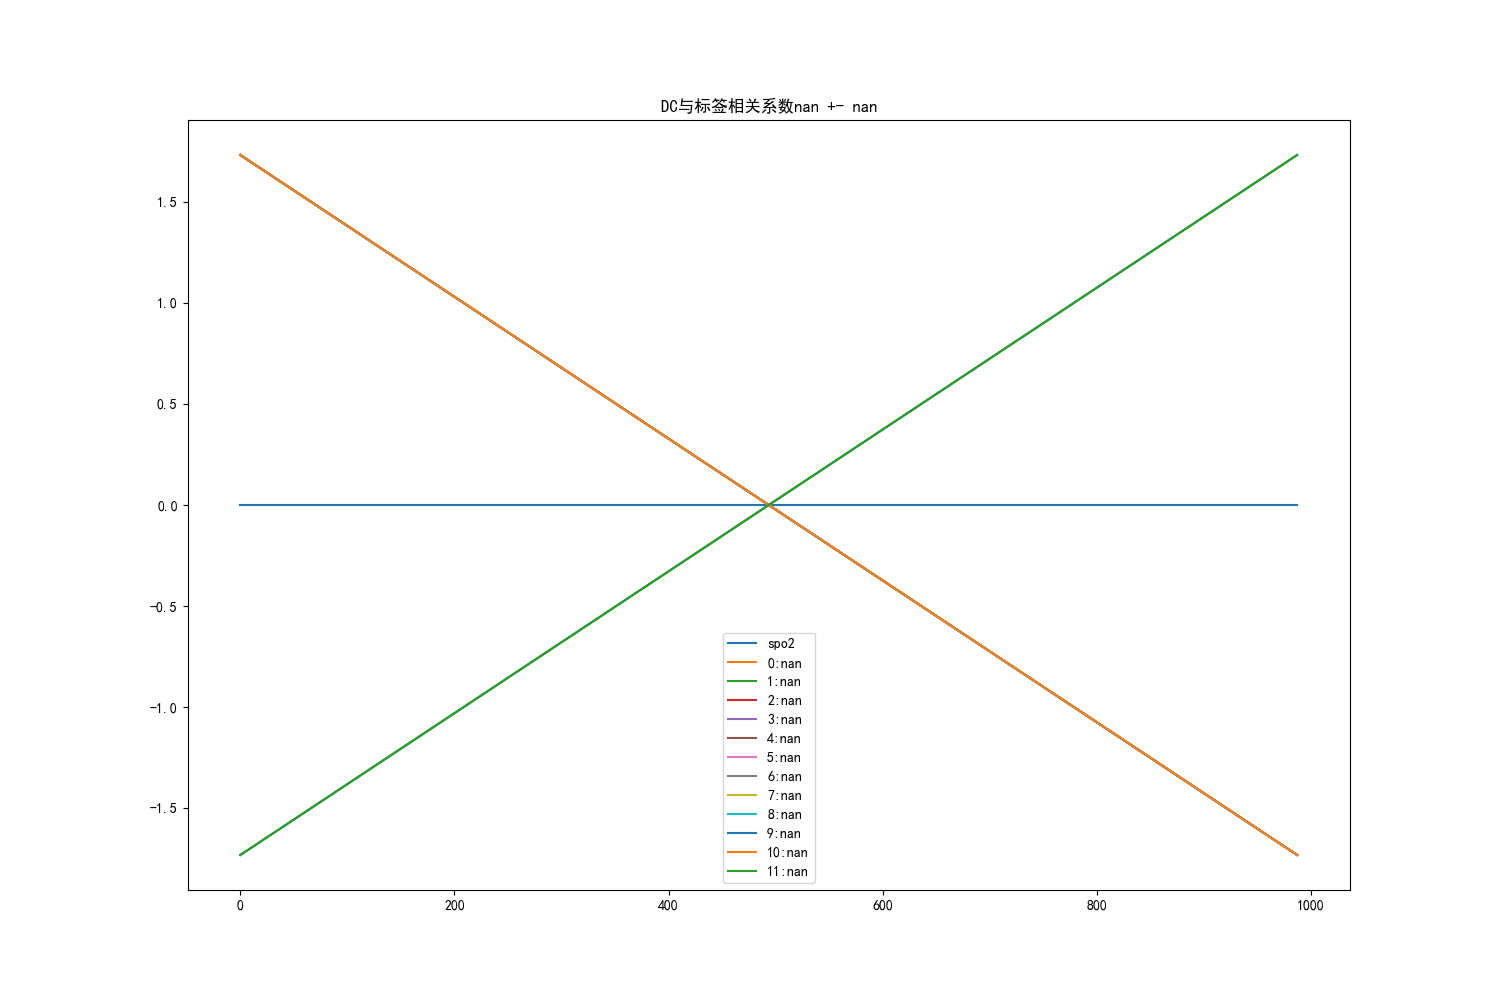 DC与标签相关系数nan +- nan
1.5
1.0
0.5
0.0
-0.5
-1.0
-1.5
spo2
0:nan
1:nan
2:nan
3:nan
4:nan
5:nan
6:nan
7:nan
8:nan
9:nan
10:nan
11:nan
0 200 400 600 800 1000